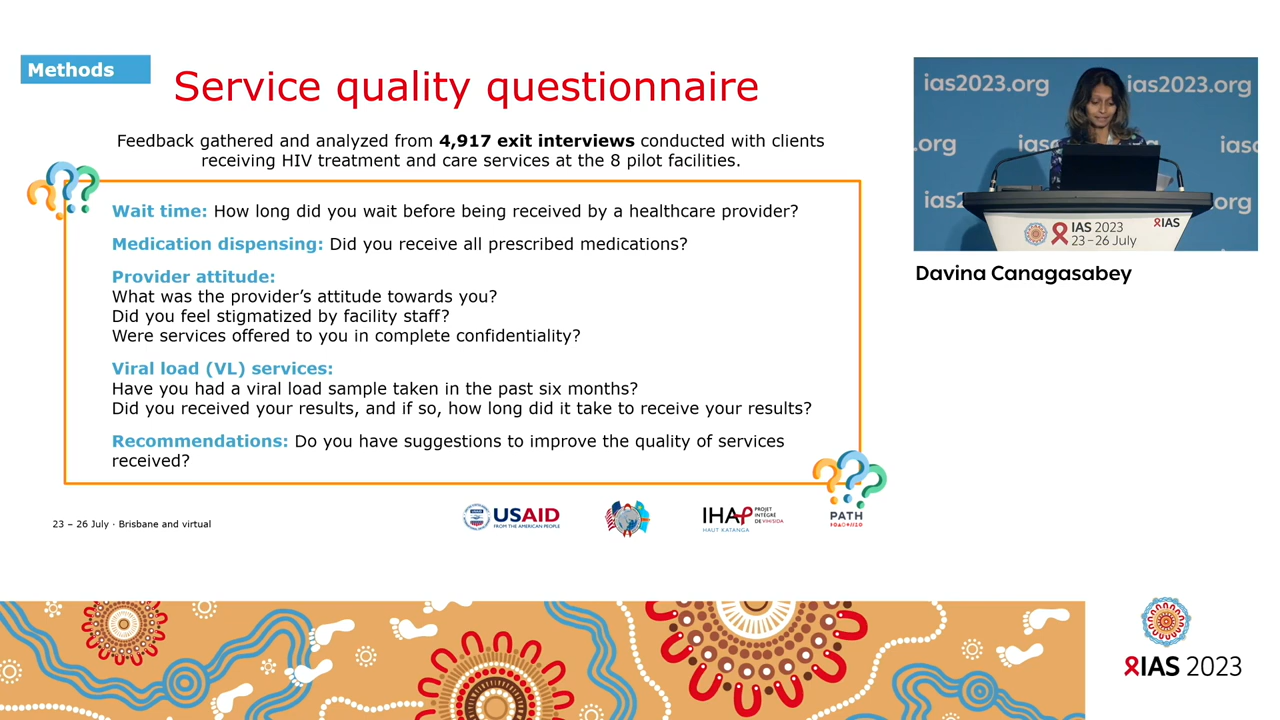 Methods
Service quality questionnaire
Feedback gathered and analyzed from 4,917 exit interviews conducted with clients
receiving HIV treatment and care services at the 8 pilot facilities.
Wait time: How long did you wait before being received by a healthcare provider?
Medication dispensing: Did you receive all prescribed medications?
Provider attitude:
What was the provider’s attitude towards you?
Did you feel stigmatized by facility staff?
Were services offered to you in complete confidentiality?
Viral load (VL) services:
Have you had a viral load sample taken in the past six months?
Did you received your results, and if so, how long did it take to receive your results?
Recommendations: Do you have suggestions to improve the quality of services
received?
23 – 26 July · Brisbane and virtual
USAID
FROM THE AMERICAN PEOPLE
IHAP
PROJET
INTÉGRÉ
DE VIH/SIDA
HAUT KATANGA
PATH
ias2023.org
ias2023.org
.org
ias
ias2
.org
IAS 2023
23–26 July
IAS
Davina Canagasabey
IAS 2023